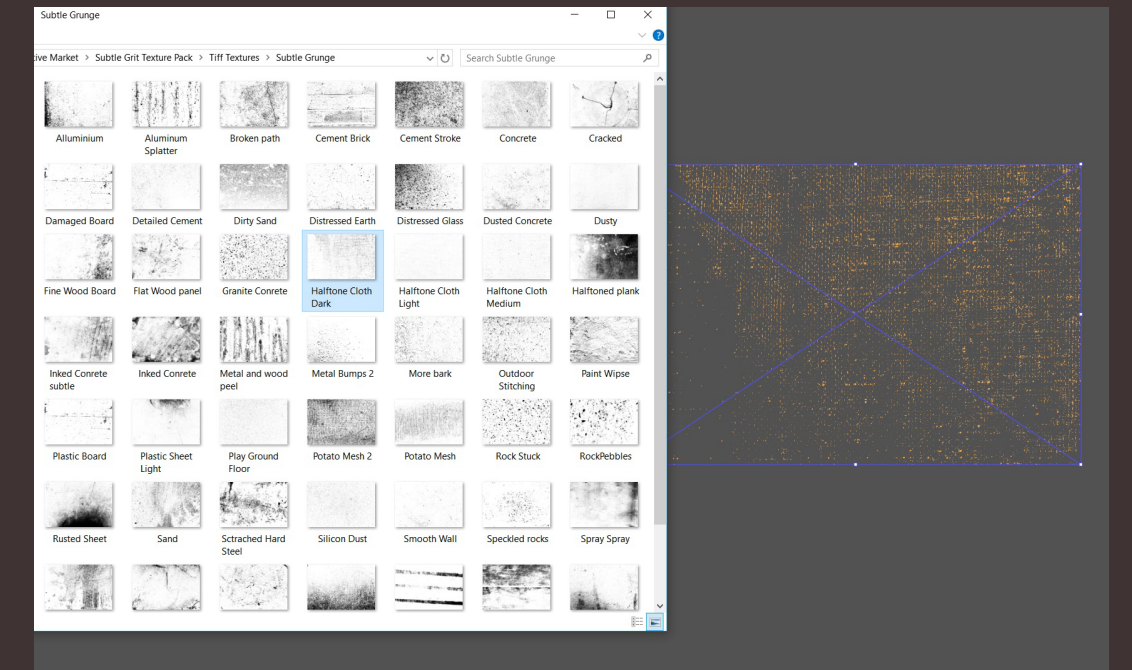 Subtle Grunge
ive Market > Subtle Grit Texture Pack > Tiff Textures > Subtle Grunge
Search Subtle Grunge
Alluminium
Aluminum
Splatter
Broken path
Cement Brick
Cement Stroke
Concrete
Cracked
Damaged Board
Detailed Cement
Dirty Sand
Distressed Earth
Distressed Glass
Dusted Concrete
Dusty
Fine Wood Board
Flat Wood panel
Granite Conrete
Halftone Cloth
Dark
Halftone Cloth
Light
Halftone Cloth
Medium
Halftoned plank
Inked Conrete
subtle
Inked Conrete
Metal and wood
peel
Metal Bumps 2
More bark
Outdoor
Stitching
Paint Wipse
Plastic Board
Plastic Sheet
Light
Play Ground
Floor
Potato Mesh 2
Potato Mesh
Rock Stuck
RockPebbles
Rusted Sheet
Sand
Sctrached Hard
Steel
Silicon Dust
Smooth Wall
Speckled rocks
Spray Spray